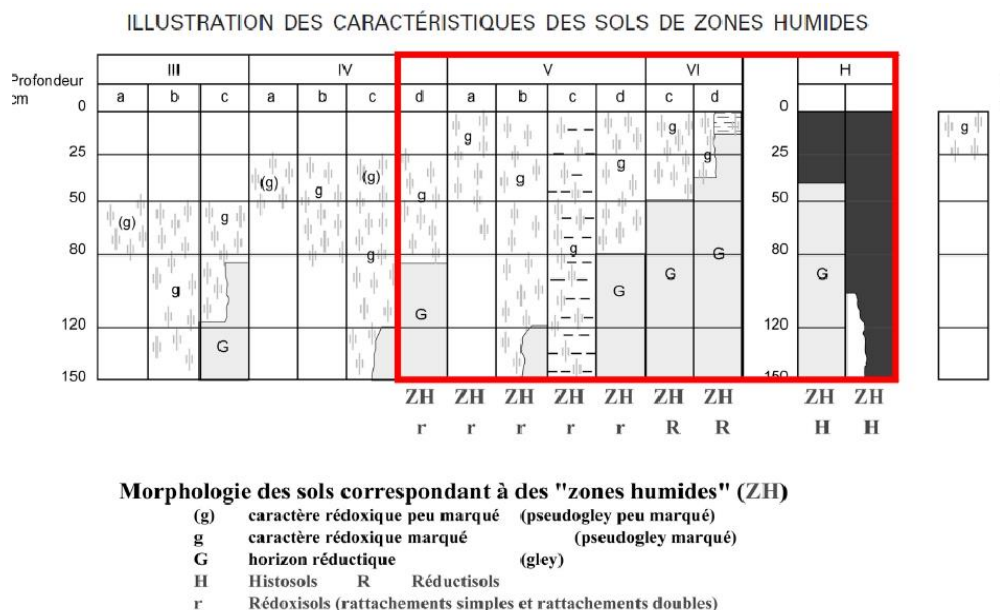 ILLUSTRATION DES CARACTÉRISTIQUES DES SOLS DE ZONES HUMIDES
Profondeur cm
III IV V VI H
a b c a b c d a b c d c d
0 0
25 25
50 50
80 80
120 120
150 150
(g) g g G
(g) g (g) g
g G
g g g g G
g G g G
G
g
ZH ZH ZH ZH ZH ZH ZH ZH ZH
r r r r r R R H H
Morphologie des sols correspondant à des "zones humides" (ZH)
(g) caractère rédoxique peu marqué (pseudogley peu marqué)
g caractère rédoxique marqué (pseudogley marqué)
G horizon réductique (gley)
H Histosols R Réductisols
r Rédoxisols (rattachements simples et rattachements doubles)